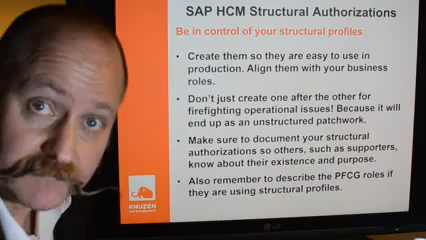 SAP HCM Structural Authorizations
Be in control of your structural profiles
• Create them so they are easy to use in
production. Align them with your business
roles.
• Don't just create one after the other for
firefighting operational issues! Because it will
end up as an unstructured patchwork.
• Make sure to document your structural
authorizations so others, such as supporters,
know about their existence and purpose.
• Also remember to describe the PFCG roles if
they are using structural profiles.
KNUZEN
LG